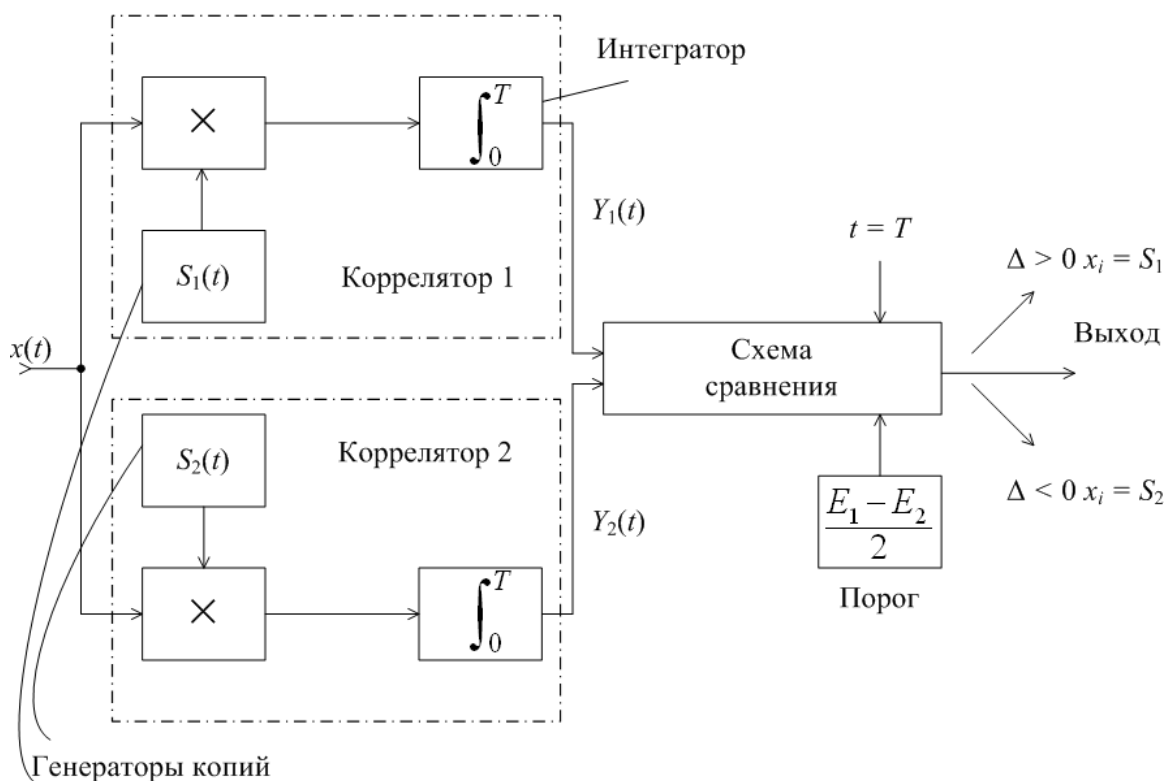 Интегратор
×
∫₀ᵀ
Y₁(t)
t = T
S₁(t)
Коррелятор 1
Δ > 0 xᵢ = S₁
x(t)
Схема
сравнения
Выход
S₂(t)
Коррелятор 2
Δ < 0 xᵢ = S₂
Y₂(t)
(E₁ − E₂)/2
×
∫₀ᵀ
Порог
Генераторы копий